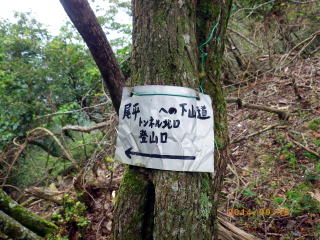 尾平 への下山道
トンネル北口
登山口